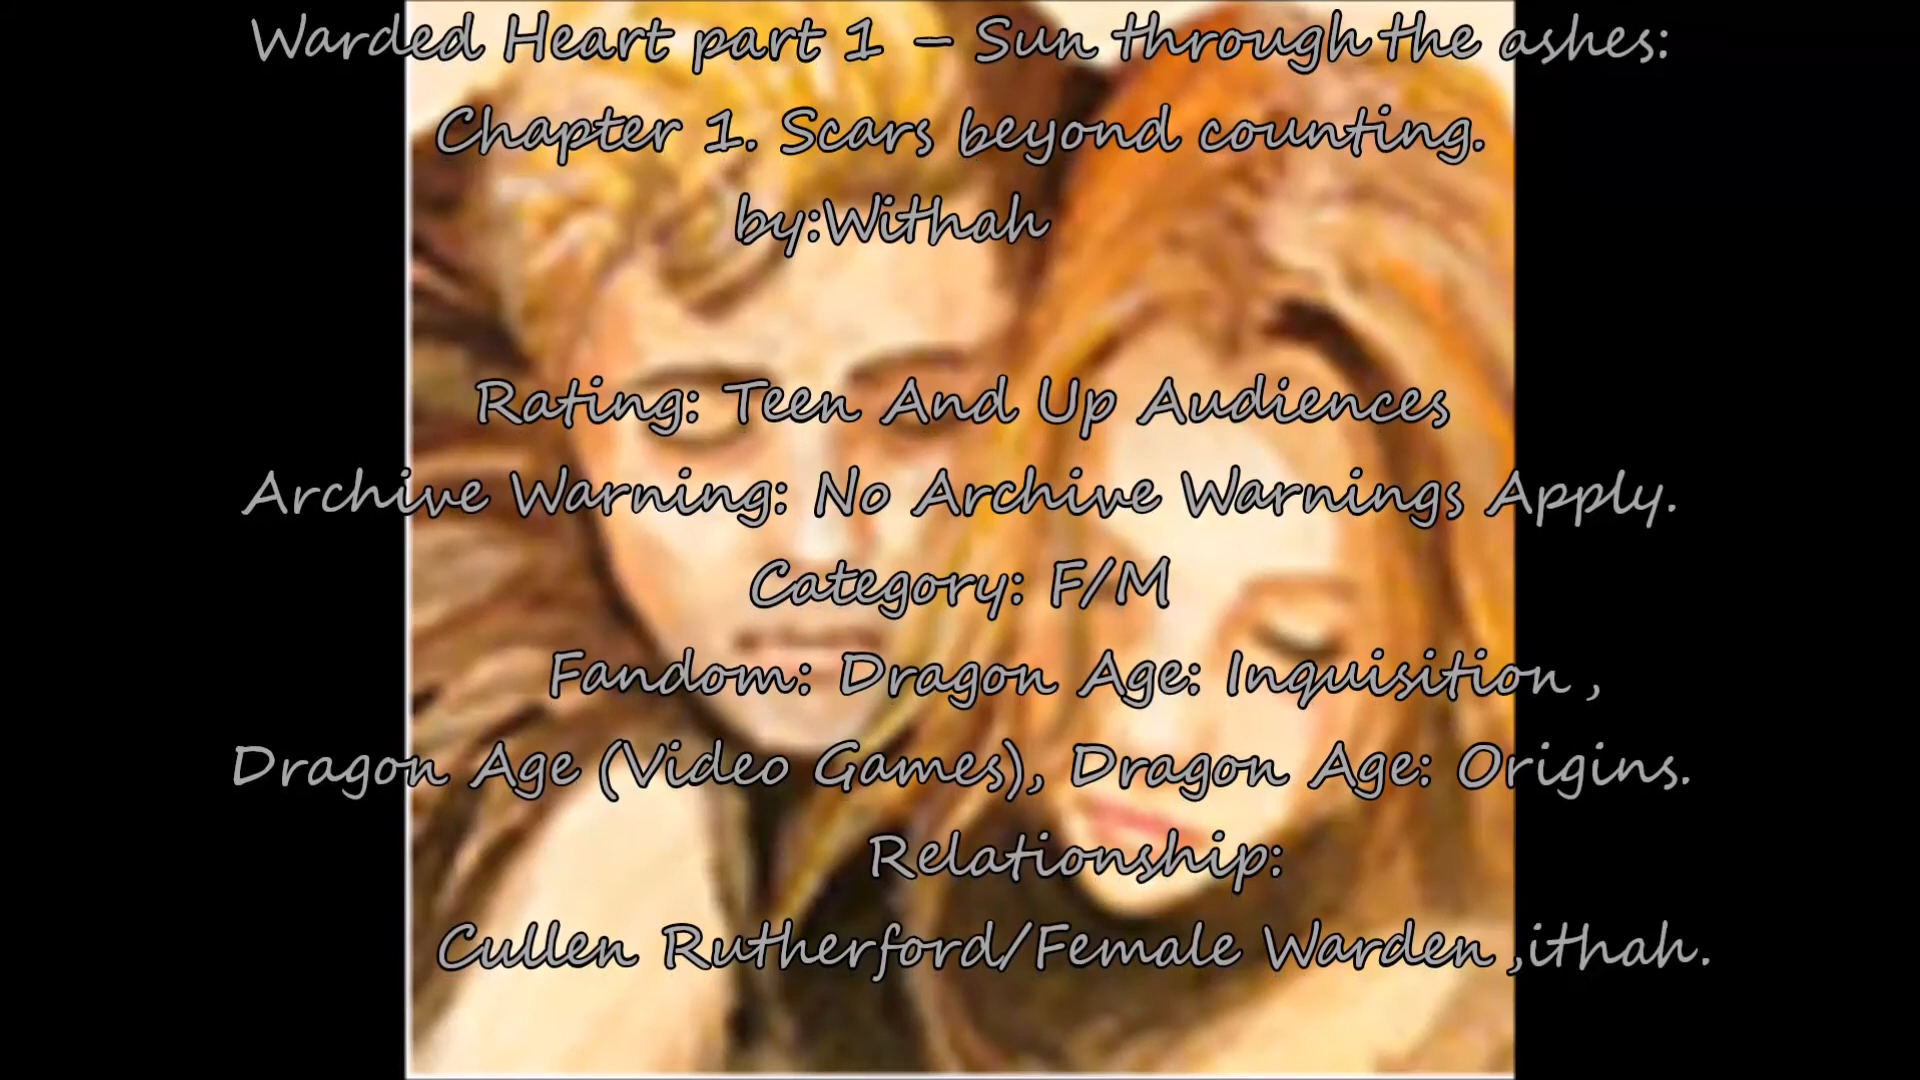 Warded Heart part 1 – Sun through the ashes:
Chapter 1. Scars beyond counting.
by:Withah
Rating: Teen And Up Audiences
Archive Warning: No Archive Warnings Apply.
Category: F/M
Fandom: Dragon Age: Inquisition ,
Dragon Age (Video Games), Dragon Age: Origins.
Relationship:
Cullen Rutherford/Female Warden ,ithah.